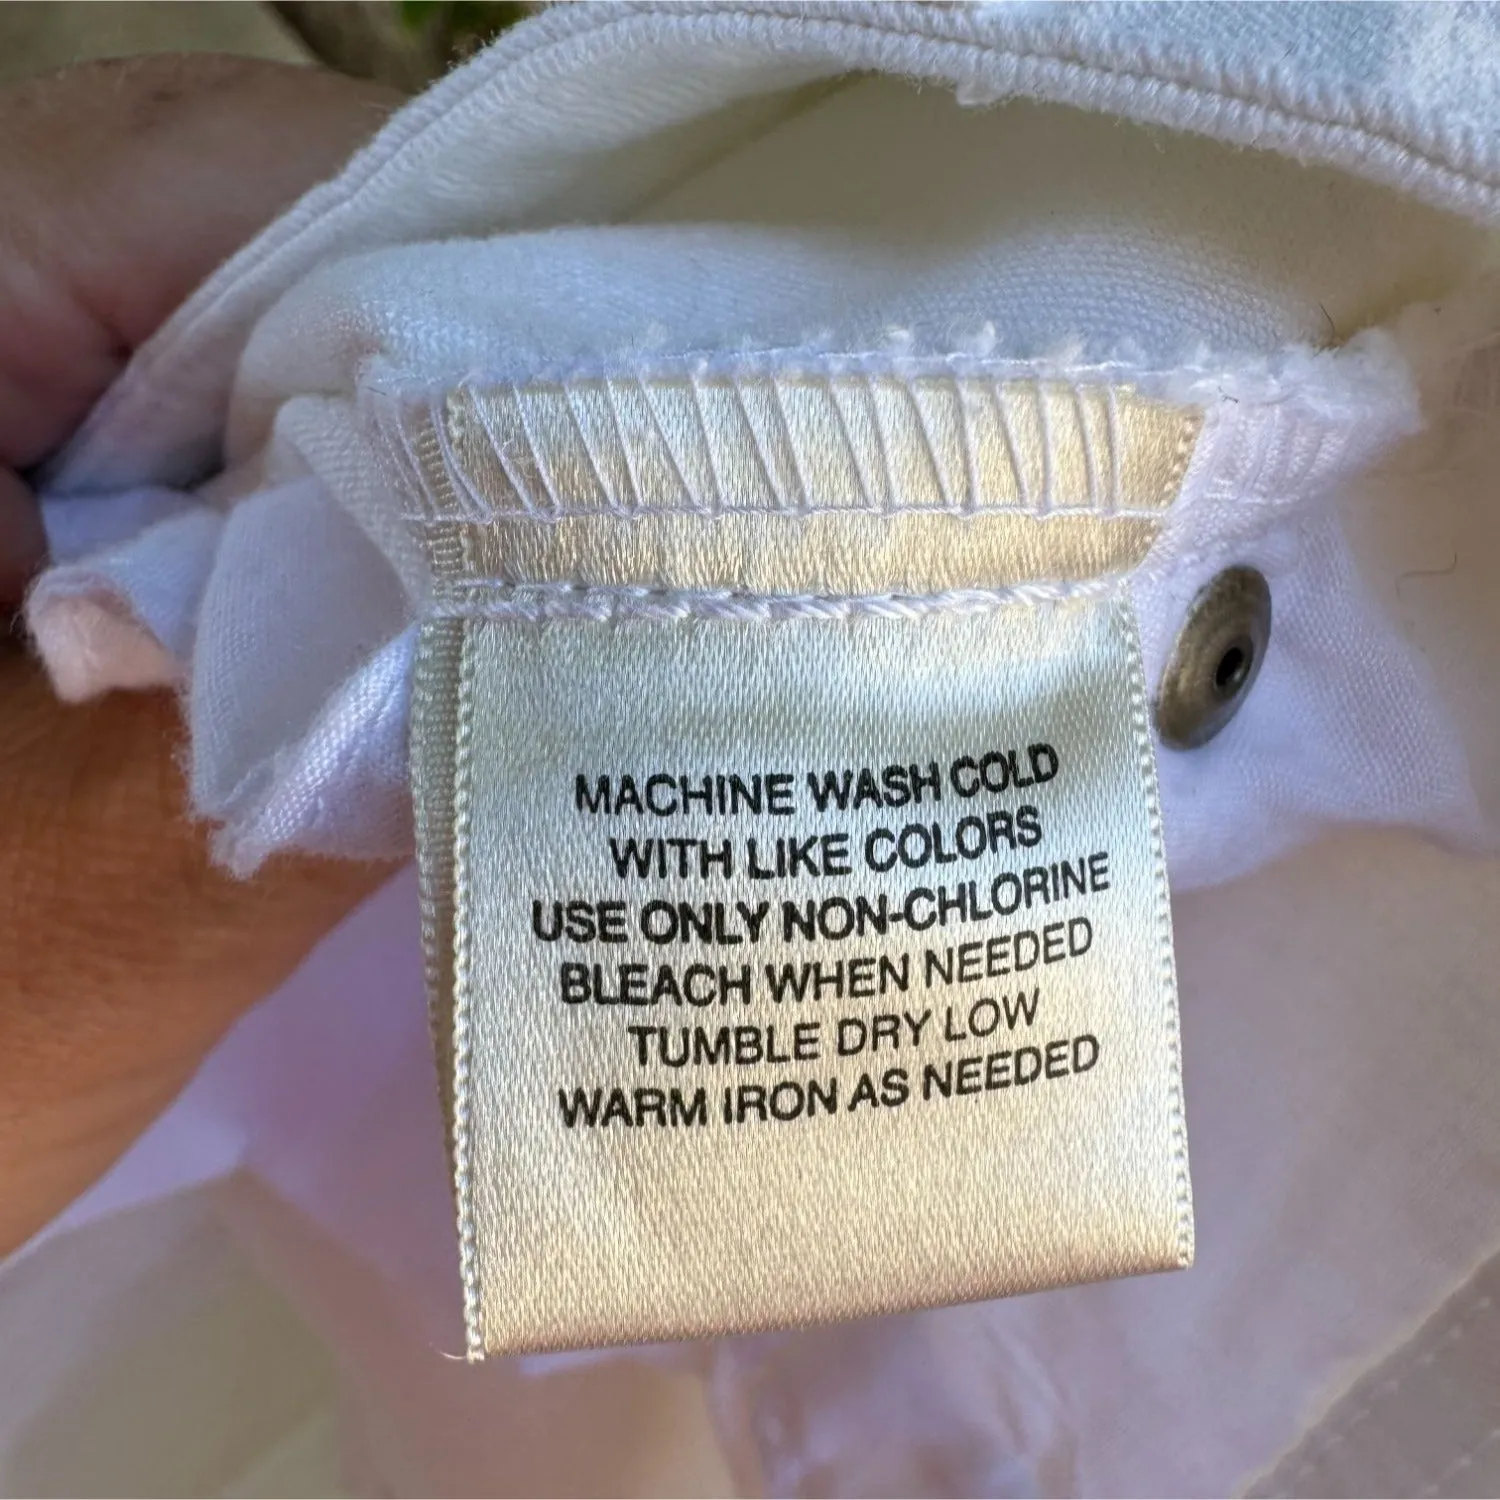 MACHINE WASH COLD
WITH LIKE COLORS
USE ONLY NON-CHLORINE
BLEACH WHEN NEEDED
TUMBLE DRY LOW
WARM IRON AS NEEDED